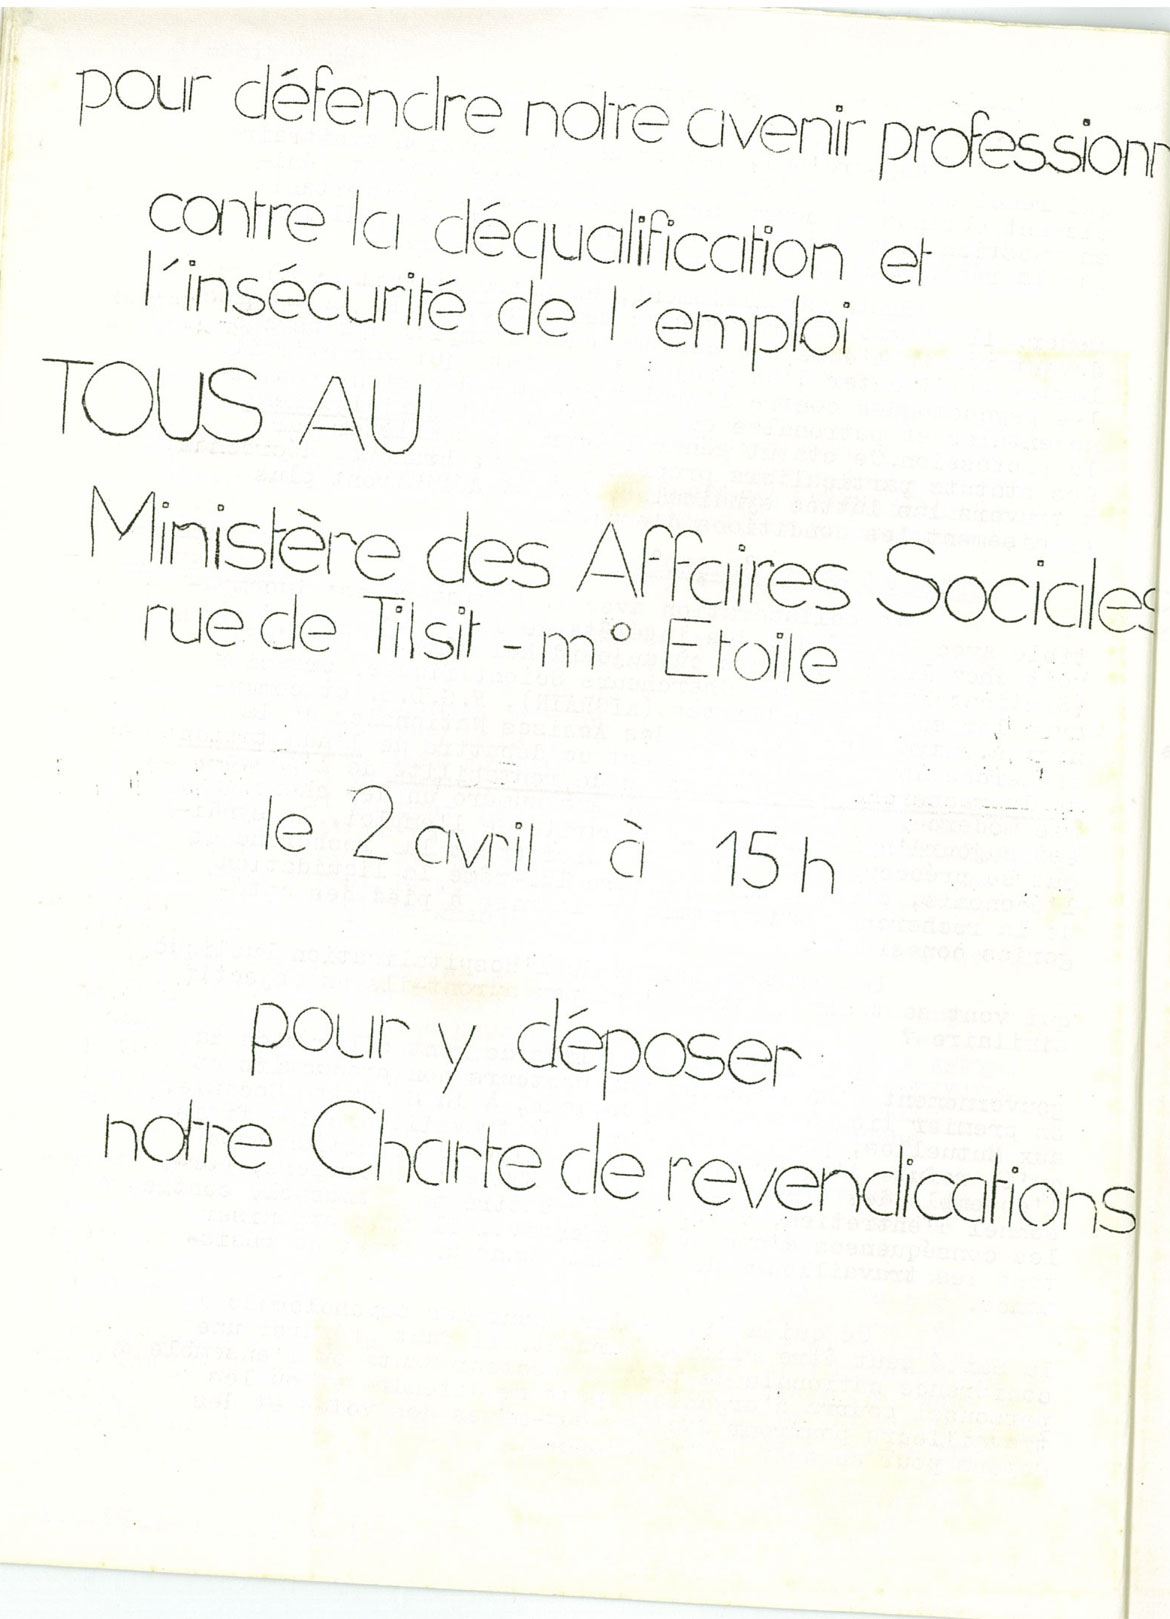 pour défendre notre avenir professionn
contre la déqualification et
l'insécurité de l'emploi
TOUS AU
Ministère des Affaires Sociales
rue de Tilsit - m° Etoile
le 2 avril à 15h
pour y déposer
notre Charte de revendications